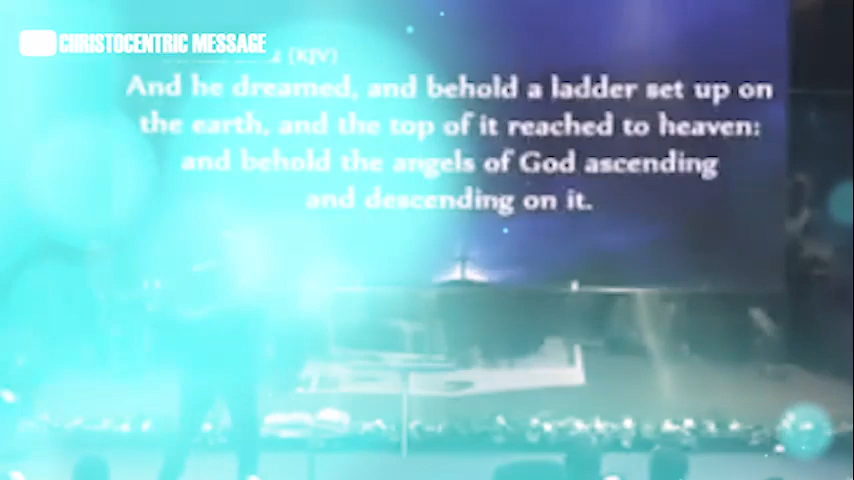 CHRISTOCENTRIC MESSAGE
(KJV)
And he dreamed, and behold a ladder set up on
the earth, and the top of it reached to heaven:
and behold the angels of God ascending
and descending on it.